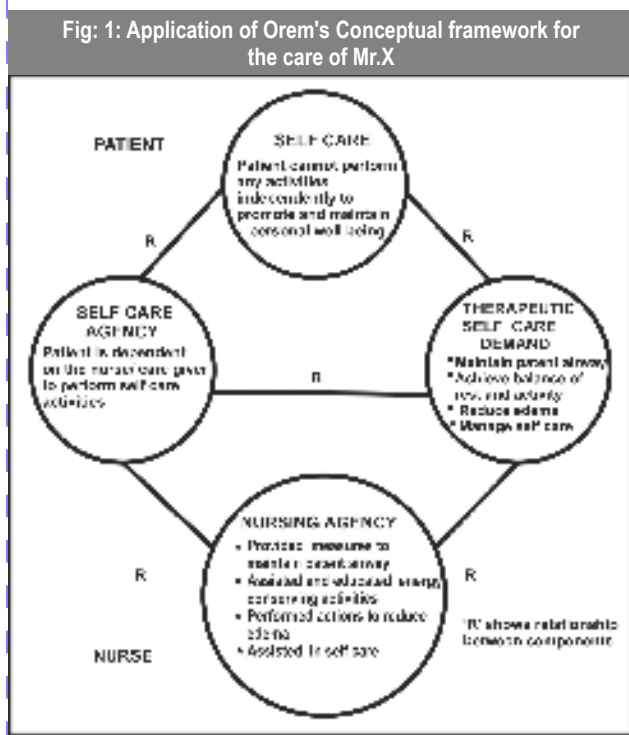 Fig: 1: Application of Orem's Conceptual framework for
the care of Mr.X
PATIENT
SELF CARE
Patient cannot perform
any activities
independently to
promote and maintain
personal well being
R
R
SELF CARE
AGENCY
Patient is dependent
on the nurse/ care giver
to perform self care
activities
THERAPEUTIC
SELF CARE
DEMAND
*Maintain patent airway
*Achieve balance of
rest and activity
* Reduce edema
* Manage self care
R
NURSING AGENCY
• Provided measures to
maintain patent airway
• Assisted and educated energy
conserving activities
• Performed actions to reduce
edema
• Assisted in self care
R
R
NURSE
'R' shows relationship
between components